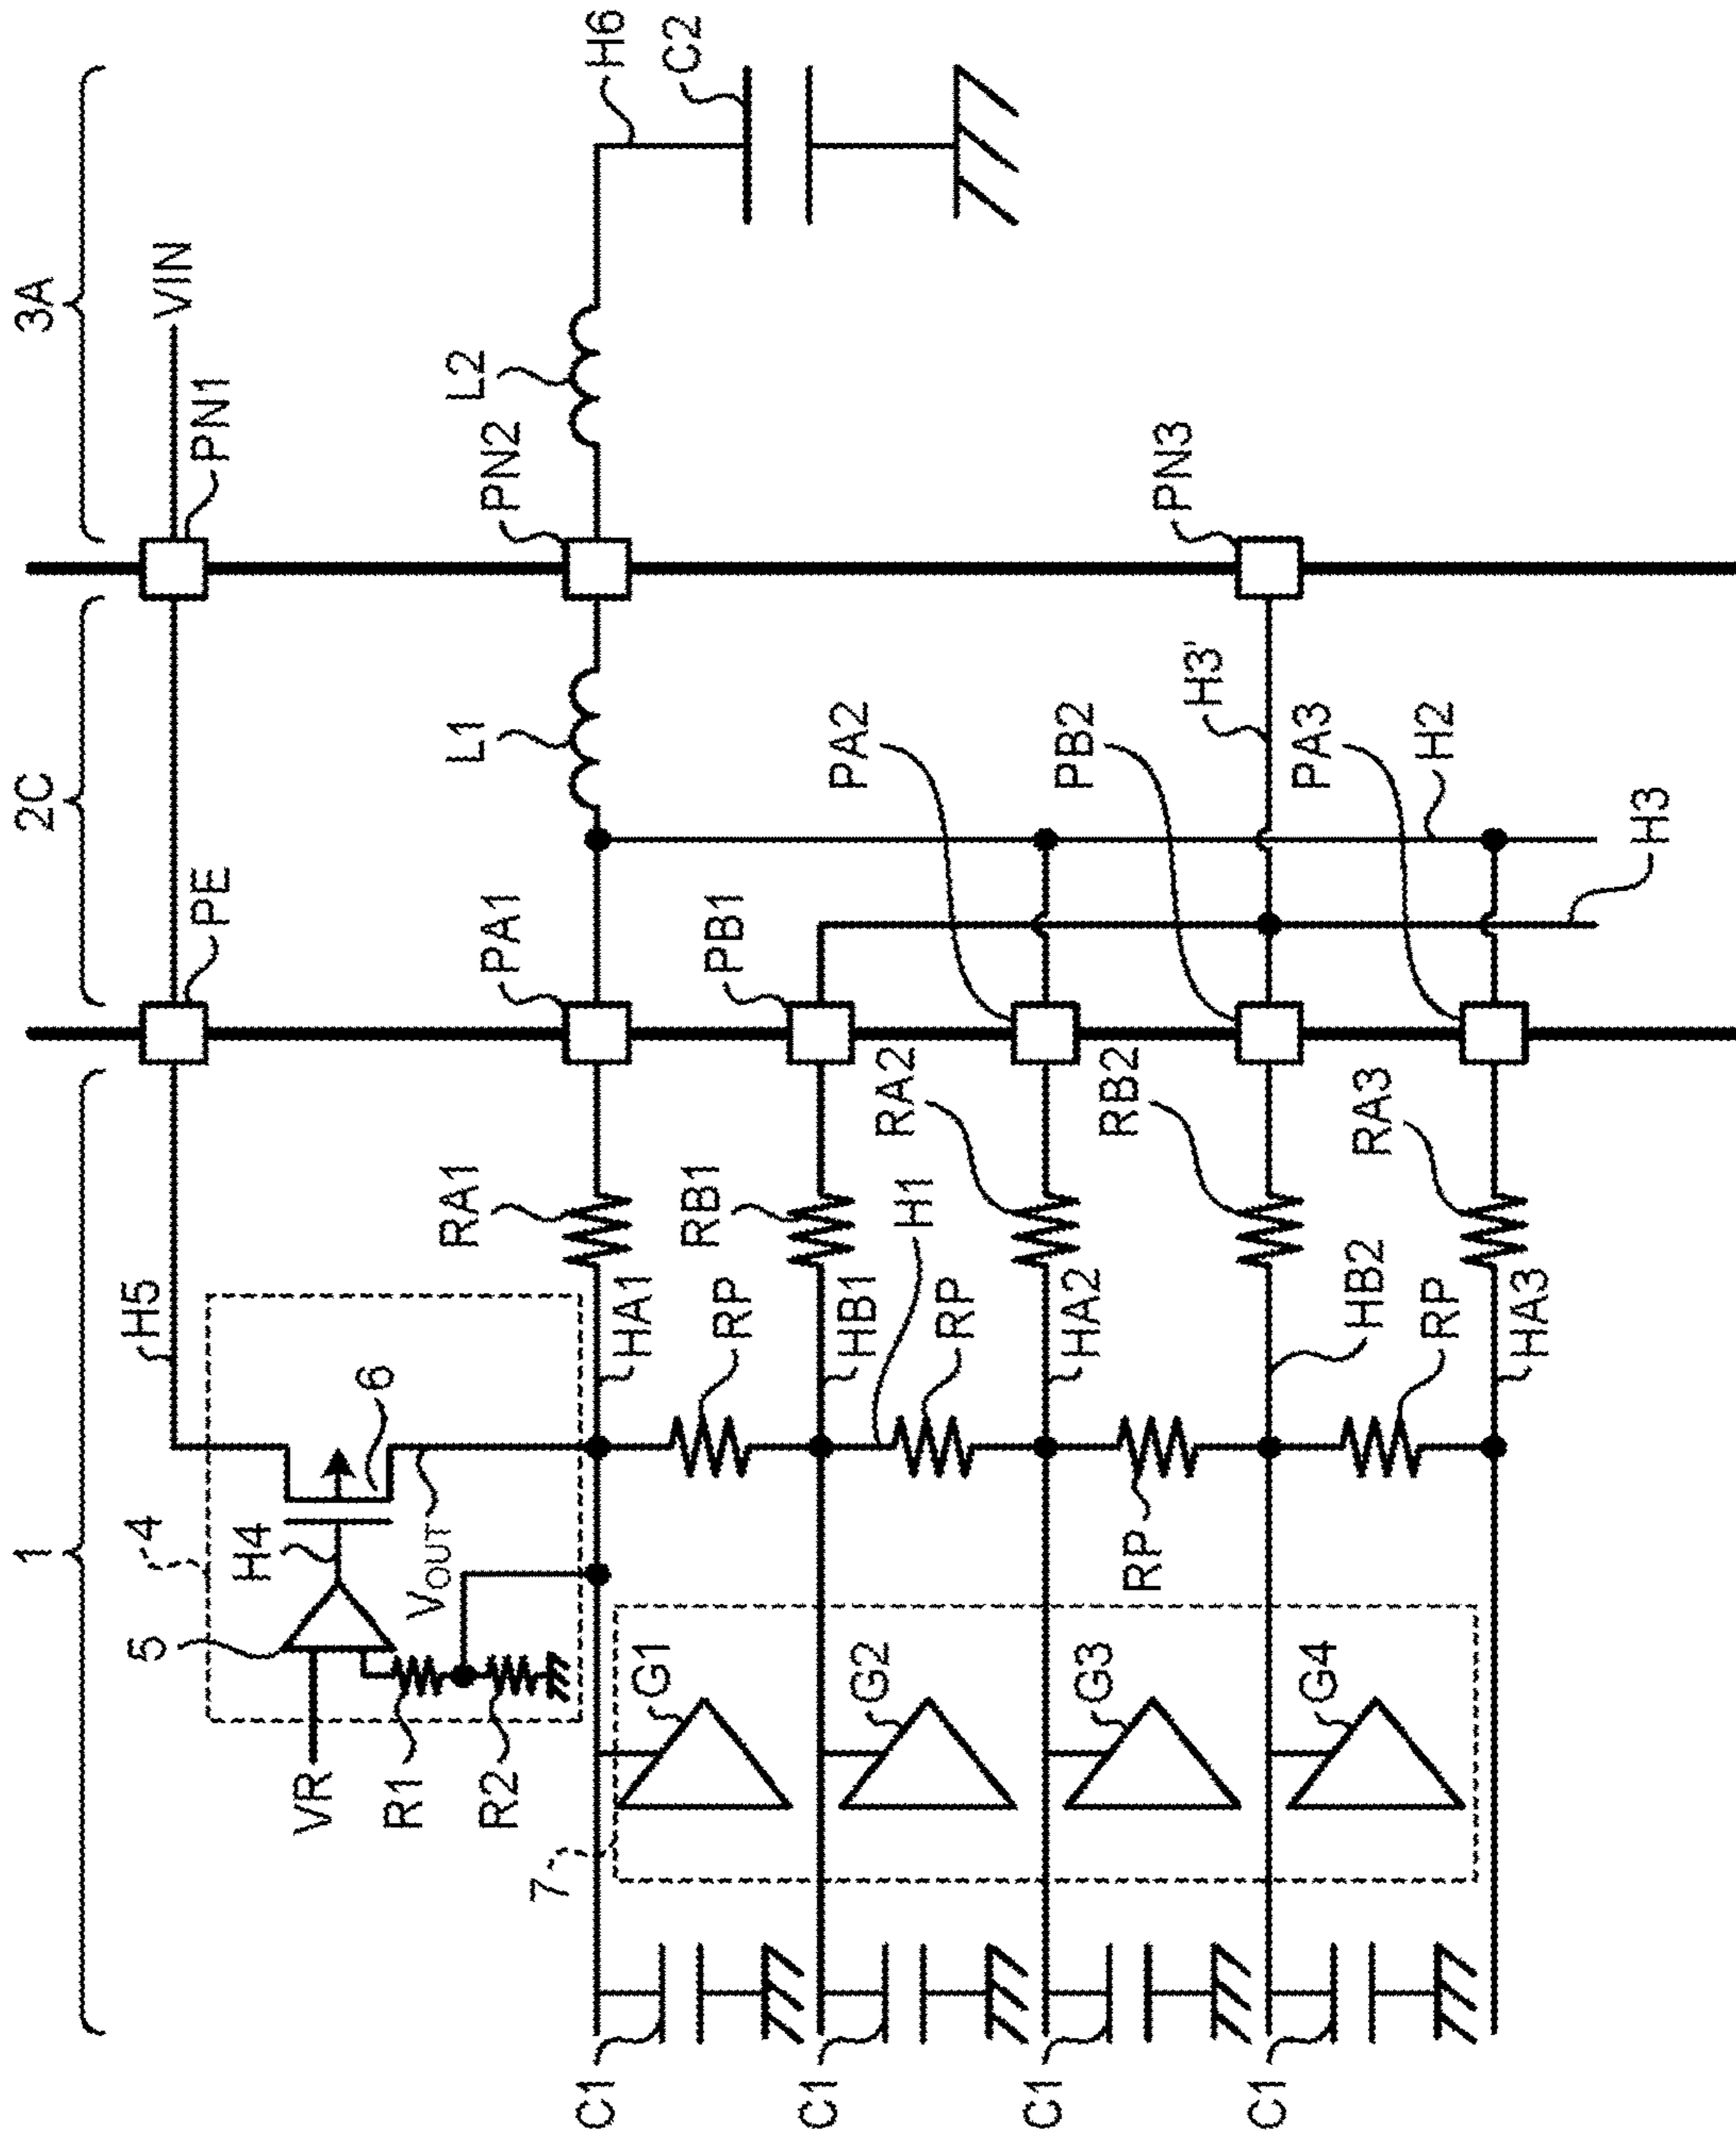 1
2C
3A
H5
PE
PN1
VIN
4
5
H4
6
VR
R1
R2
VOUT
7
RA1
PA1
L1
PN2
L2
H6
C2
HA1
RP
RB1
PB1
HB1
RP
H1
RA2
PA2
HA2
RP
RB2
PB2
H3'
PN3
HB2
RP
RA3
PA3
H2
H3
HA3
G1
G2
G3
G4
C1
C1
C1
C1